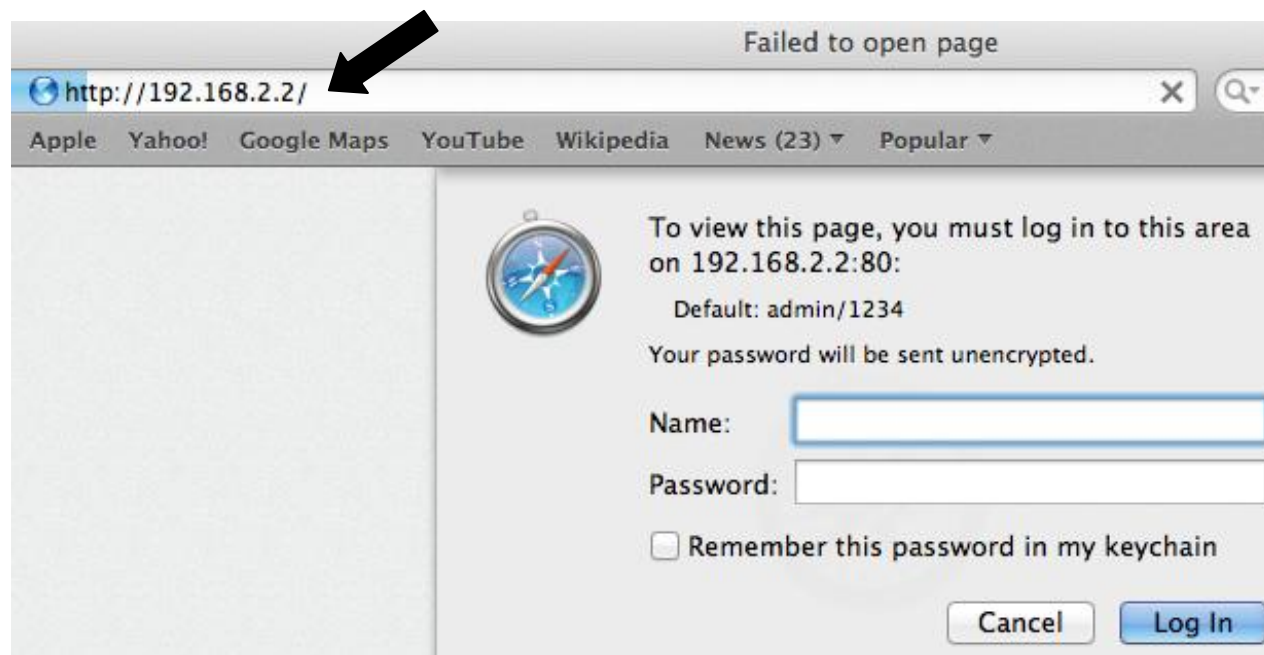 Failed to open page
http://192.168.2.2/
Apple Yahoo! Google Maps YouTube Wikipedia News (23) ▼ Popular ▼
To view this page, you must log in to this area
on 192.168.2.2:80:
Default: admin/1234
Your password will be sent unencrypted.
Name:
Password:
Remember this password in my keychain
Cancel Log In